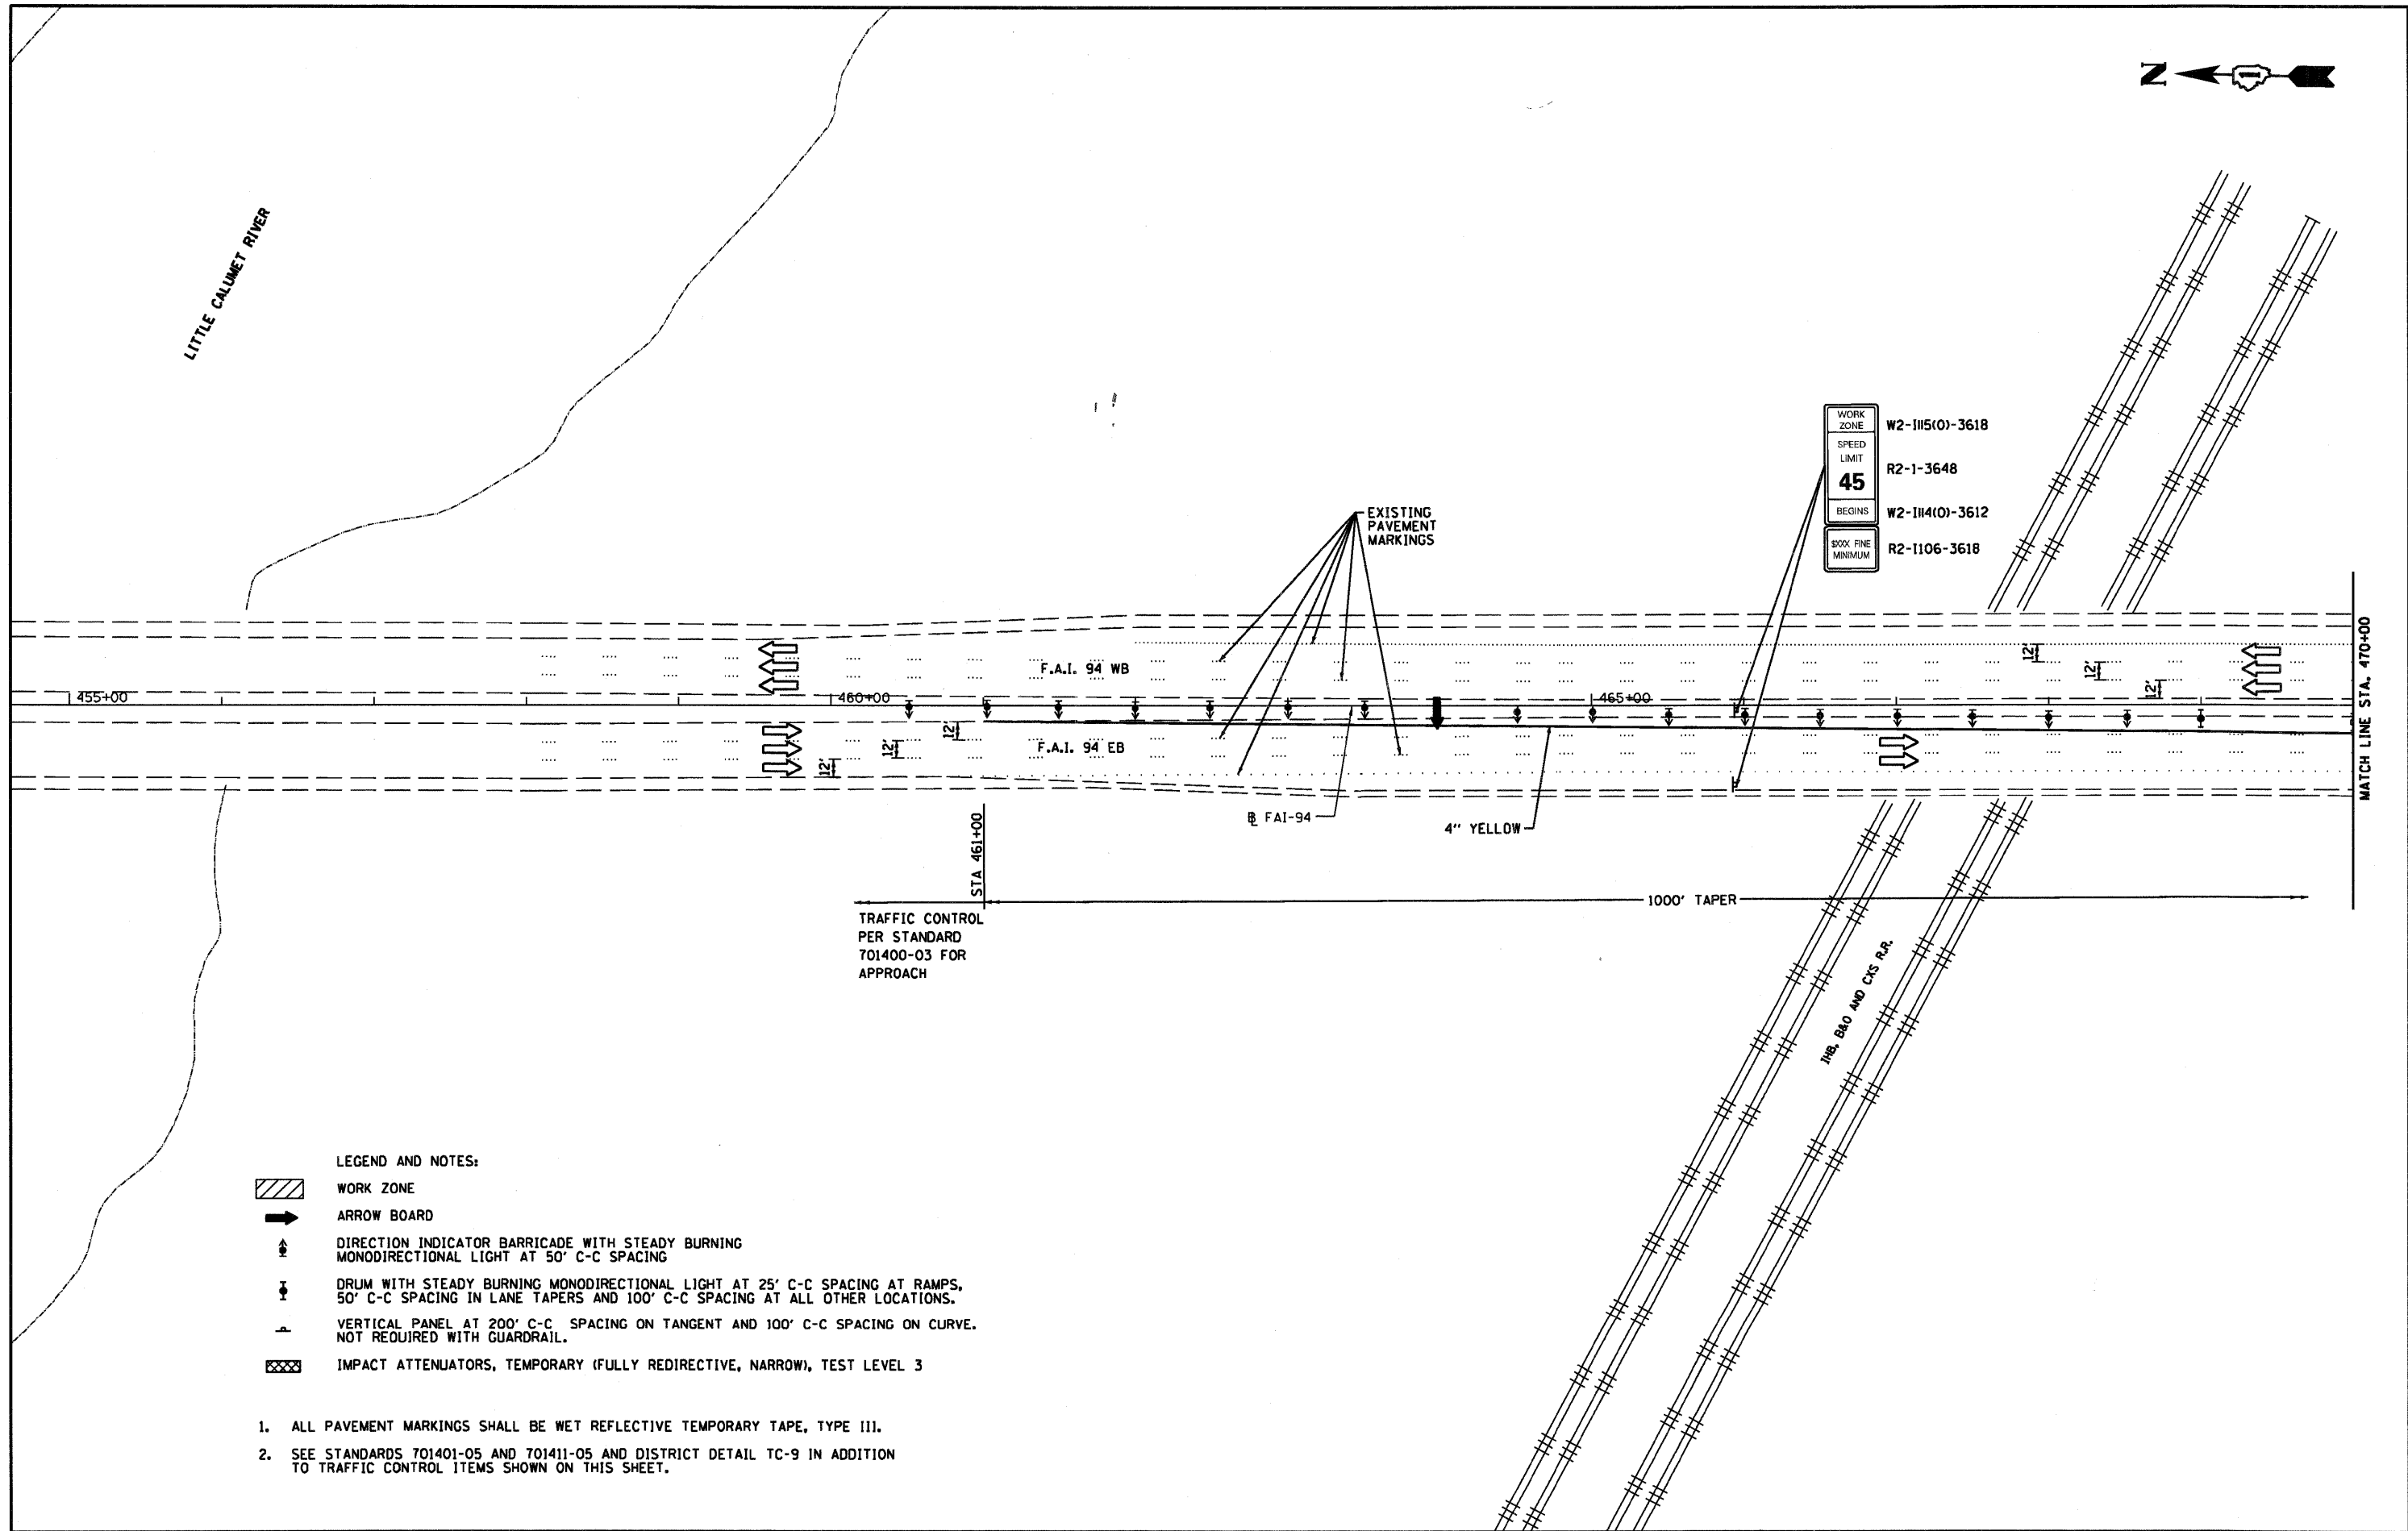 N
LITTLE CALUMET RIVER
WORK
ZONE
W2-I115(O)-3618
SPEED
LIMIT
45
R2-1-3648
BEGINS
W2-I114(O)-3612
$XXX FINE
MINIMUM
R2-I106-3618
EXISTING
PAVEMENT
MARKINGS
12'
12'
12'
F.A.I. 94 WB
455+00
460+00
465+00
MATCH LINE STA. 470+00
12'
12'
12'
F.A.I. 94 EB
℄ FAI-94
4" YELLOW
STA 461+00
1000' TAPER
TRAFFIC CONTROL
PER STANDARD
701400-03 FOR
APPROACH
IHB, B&O AND CXS R.R.
LEGEND AND NOTES:
WORK ZONE
ARROW BOARD
DIRECTION INDICATOR BARRICADE WITH STEADY BURNING
MONODIRECTIONAL LIGHT AT 50' C-C SPACING
DRUM WITH STEADY BURNING MONODIRECTIONAL LIGHT AT 25' C-C SPACING AT RAMPS,
50' C-C SPACING IN LANE TAPERS AND 100' C-C SPACING AT ALL OTHER LOCATIONS.
VERTICAL PANEL AT 200' C-C SPACING ON TANGENT AND 100' C-C SPACING ON CURVE.
NOT REQUIRED WITH GUARDRAIL.
IMPACT ATTENUATORS, TEMPORARY (FULLY REDIRECTIVE, NARROW), TEST LEVEL 3
1. ALL PAVEMENT MARKINGS SHALL BE WET REFLECTIVE TEMPORARY TAPE, TYPE III.
2. SEE STANDARDS 701401-05 AND 701411-05 AND DISTRICT DETAIL TC-9 IN ADDITION
TO TRAFFIC CONTROL ITEMS SHOWN ON THIS SHEET.